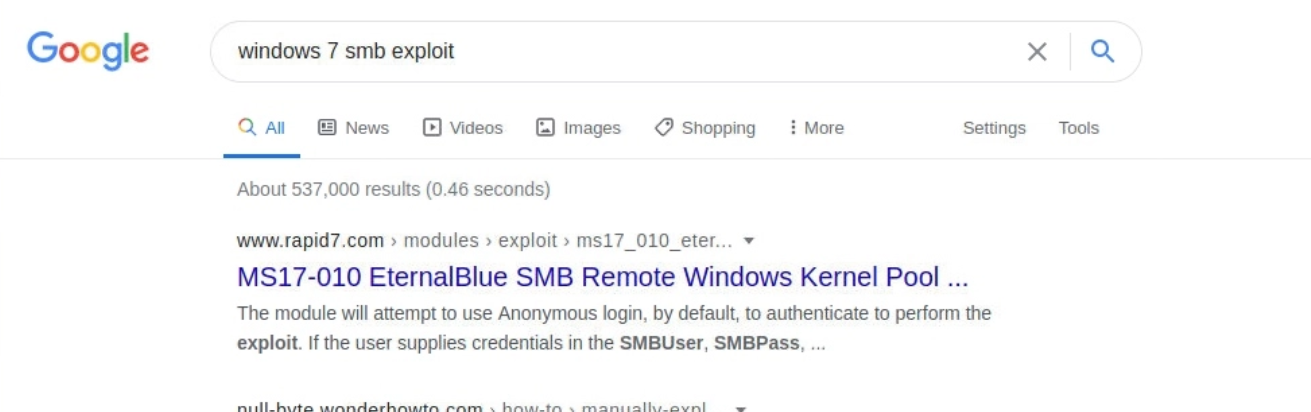 Google
windows 7 smb exploit
All News Videos Images Shopping More Settings Tools
About 537,000 results (0.46 seconds)
www.rapid7.com › modules › exploit › ms17_010_eter...
MS17-010 EternalBlue SMB Remote Windows Kernel Pool ...
The module will attempt to use Anonymous login, by default, to authenticate to perform the
exploit. If the user supplies credentials in the SMBUser, SMBPass, ...
null-byte.wonderhowto.com › how-to › manually-expl...